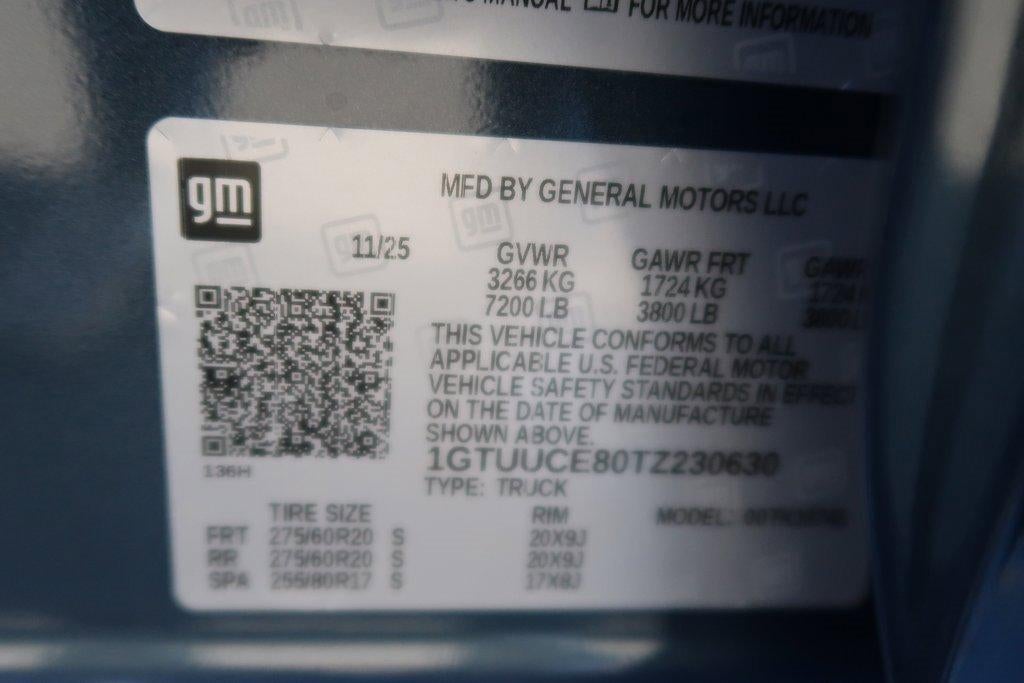 MANUAL FOR MORE INFORMATION
gm
MFD BY GENERAL MOTORS LLC
11/25
GVWR GAWR FRT GAWR
3266 KG 1724 KG 1724
7200 LB 3800 LB 3800 L
THIS VEHICLE CONFORMS TO ALL
APPLICABLE U.S. FEDERAL MOTOR
VEHICLE SAFETY STANDARDS IN EFFECT
ON THE DATE OF MANUFACTURE
SHOWN ABOVE.
136H
1GTUUCE80TZ230630
TYPE: TRUCK
TIRE SIZE RIM MODEL:
FRT 275/60R20 S 20X9J
RR 275/60R20 S 20X9J
SPA 255/80R17 S 17X8J